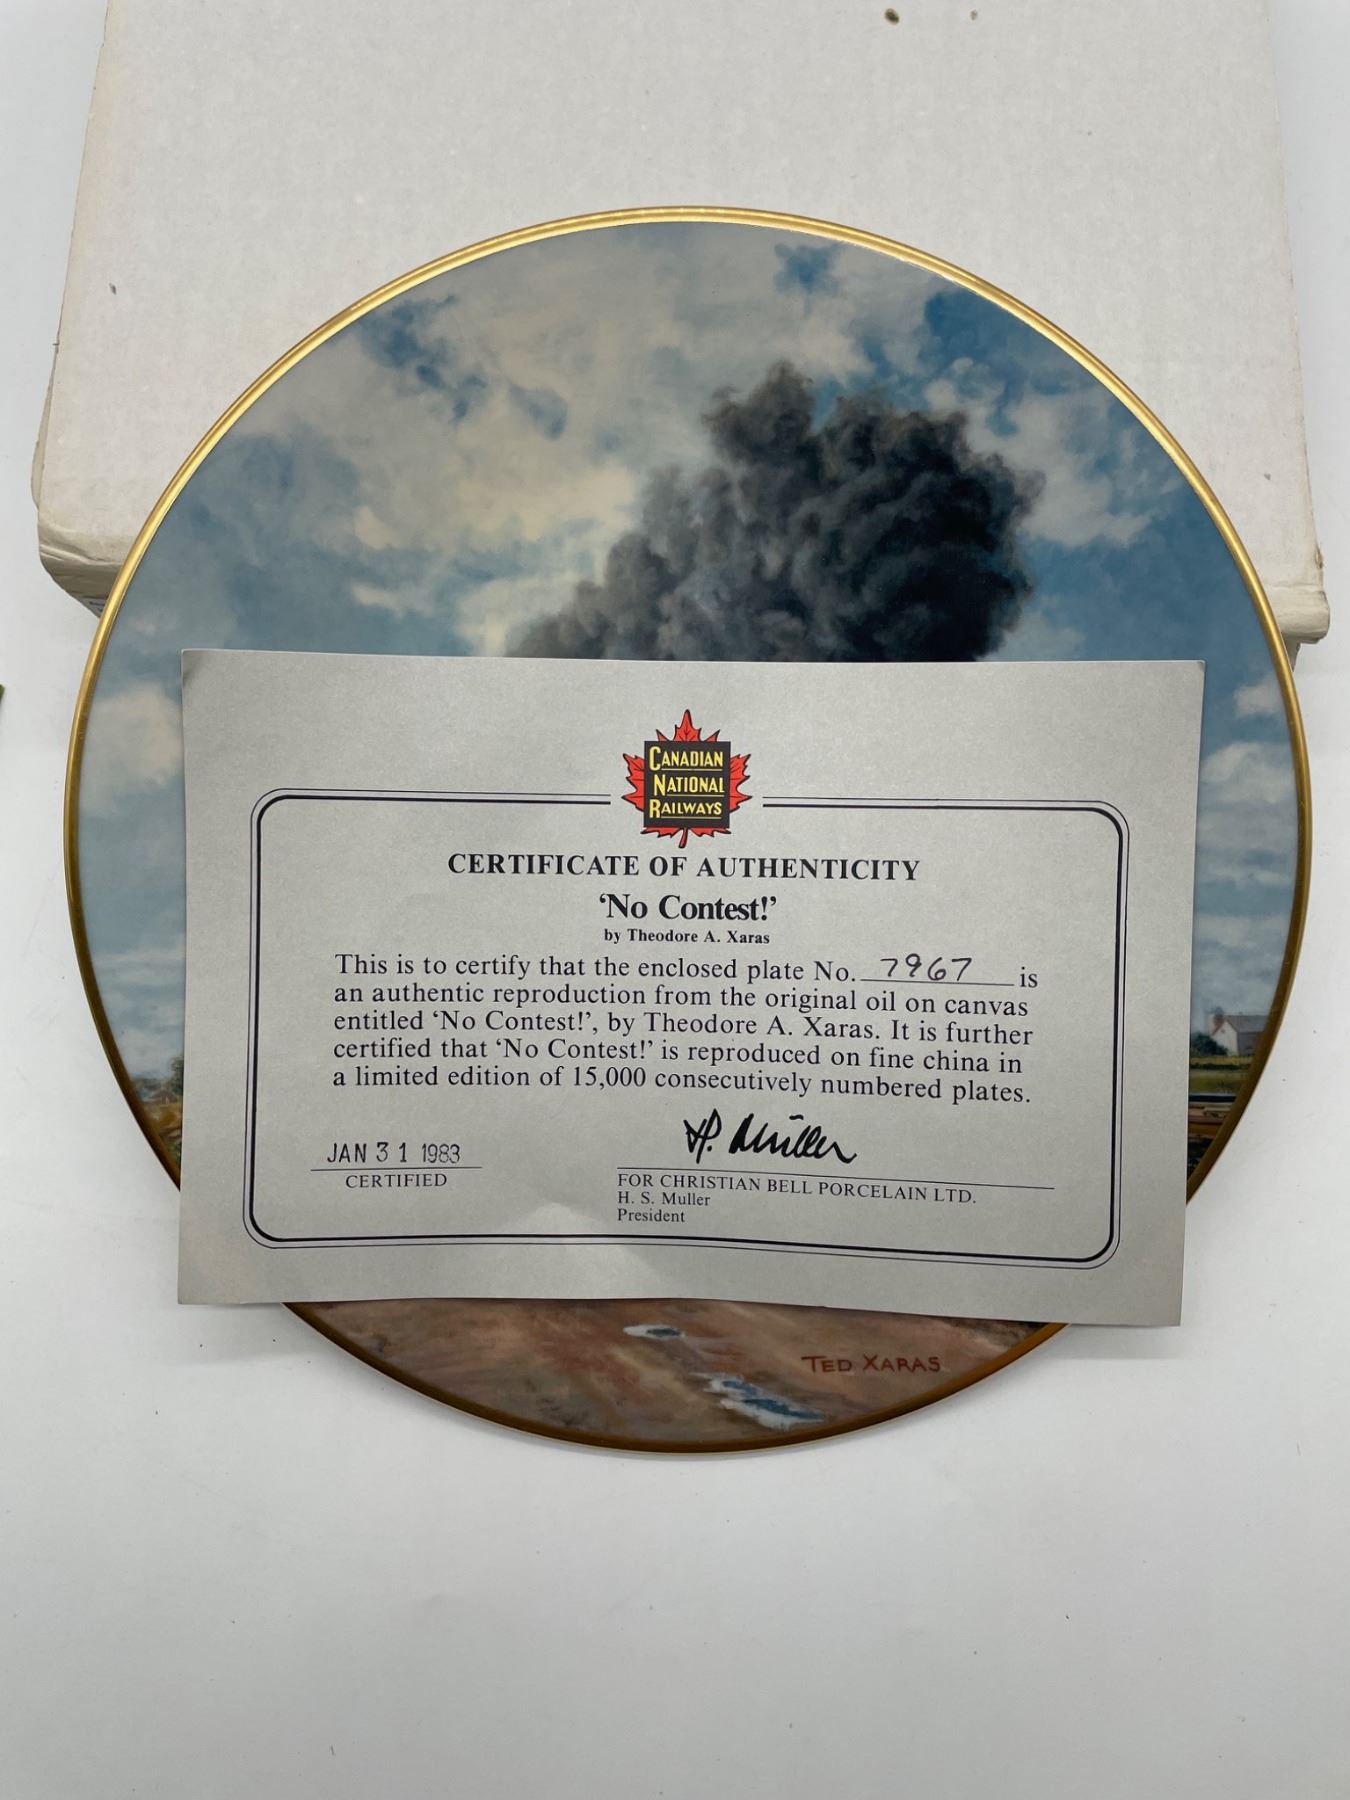 CANADIAN
NATIONAL
RAILWAYS
CERTIFICATE OF AUTHENTICITY
‘No Contest!’
by Theodore A. Xaras
This is to certify that the enclosed plate No. 7967 is
an authentic reproduction from the original oil on canvas
entitled ‘No Contest!’, by Theodore A. Xaras. It is further
certified that ‘No Contest!’ is reproduced on fine china in
a limited edition of 15,000 consecutively numbered plates.
JAN 31 1983
CERTIFIED
H. Müller
FOR CHRISTIAN BELL PORCELAIN LTD.
H. S. Muller
President
TED XARAS